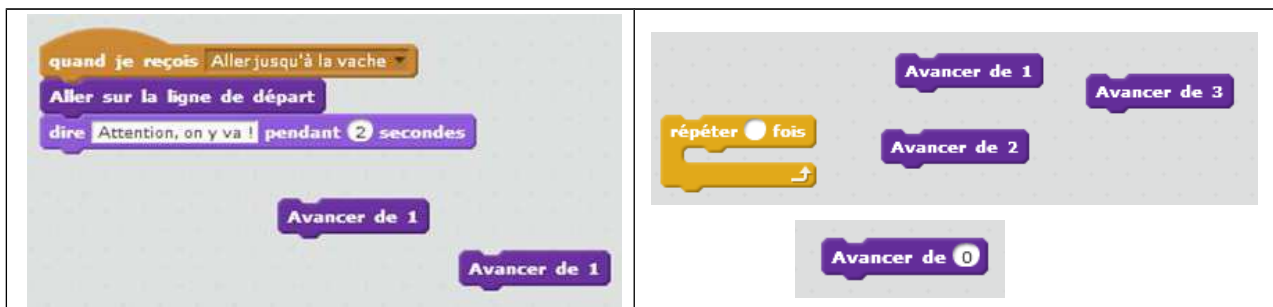 quand je reçois Aller jusqu'à la vache
Aller sur la ligne de départ
dire Attention, on y va ! pendant 2 secondes
Avancer de 1
Avancer de 1
Avancer de 1
Avancer de 3
répéter fois
Avancer de 2
Avancer de 0